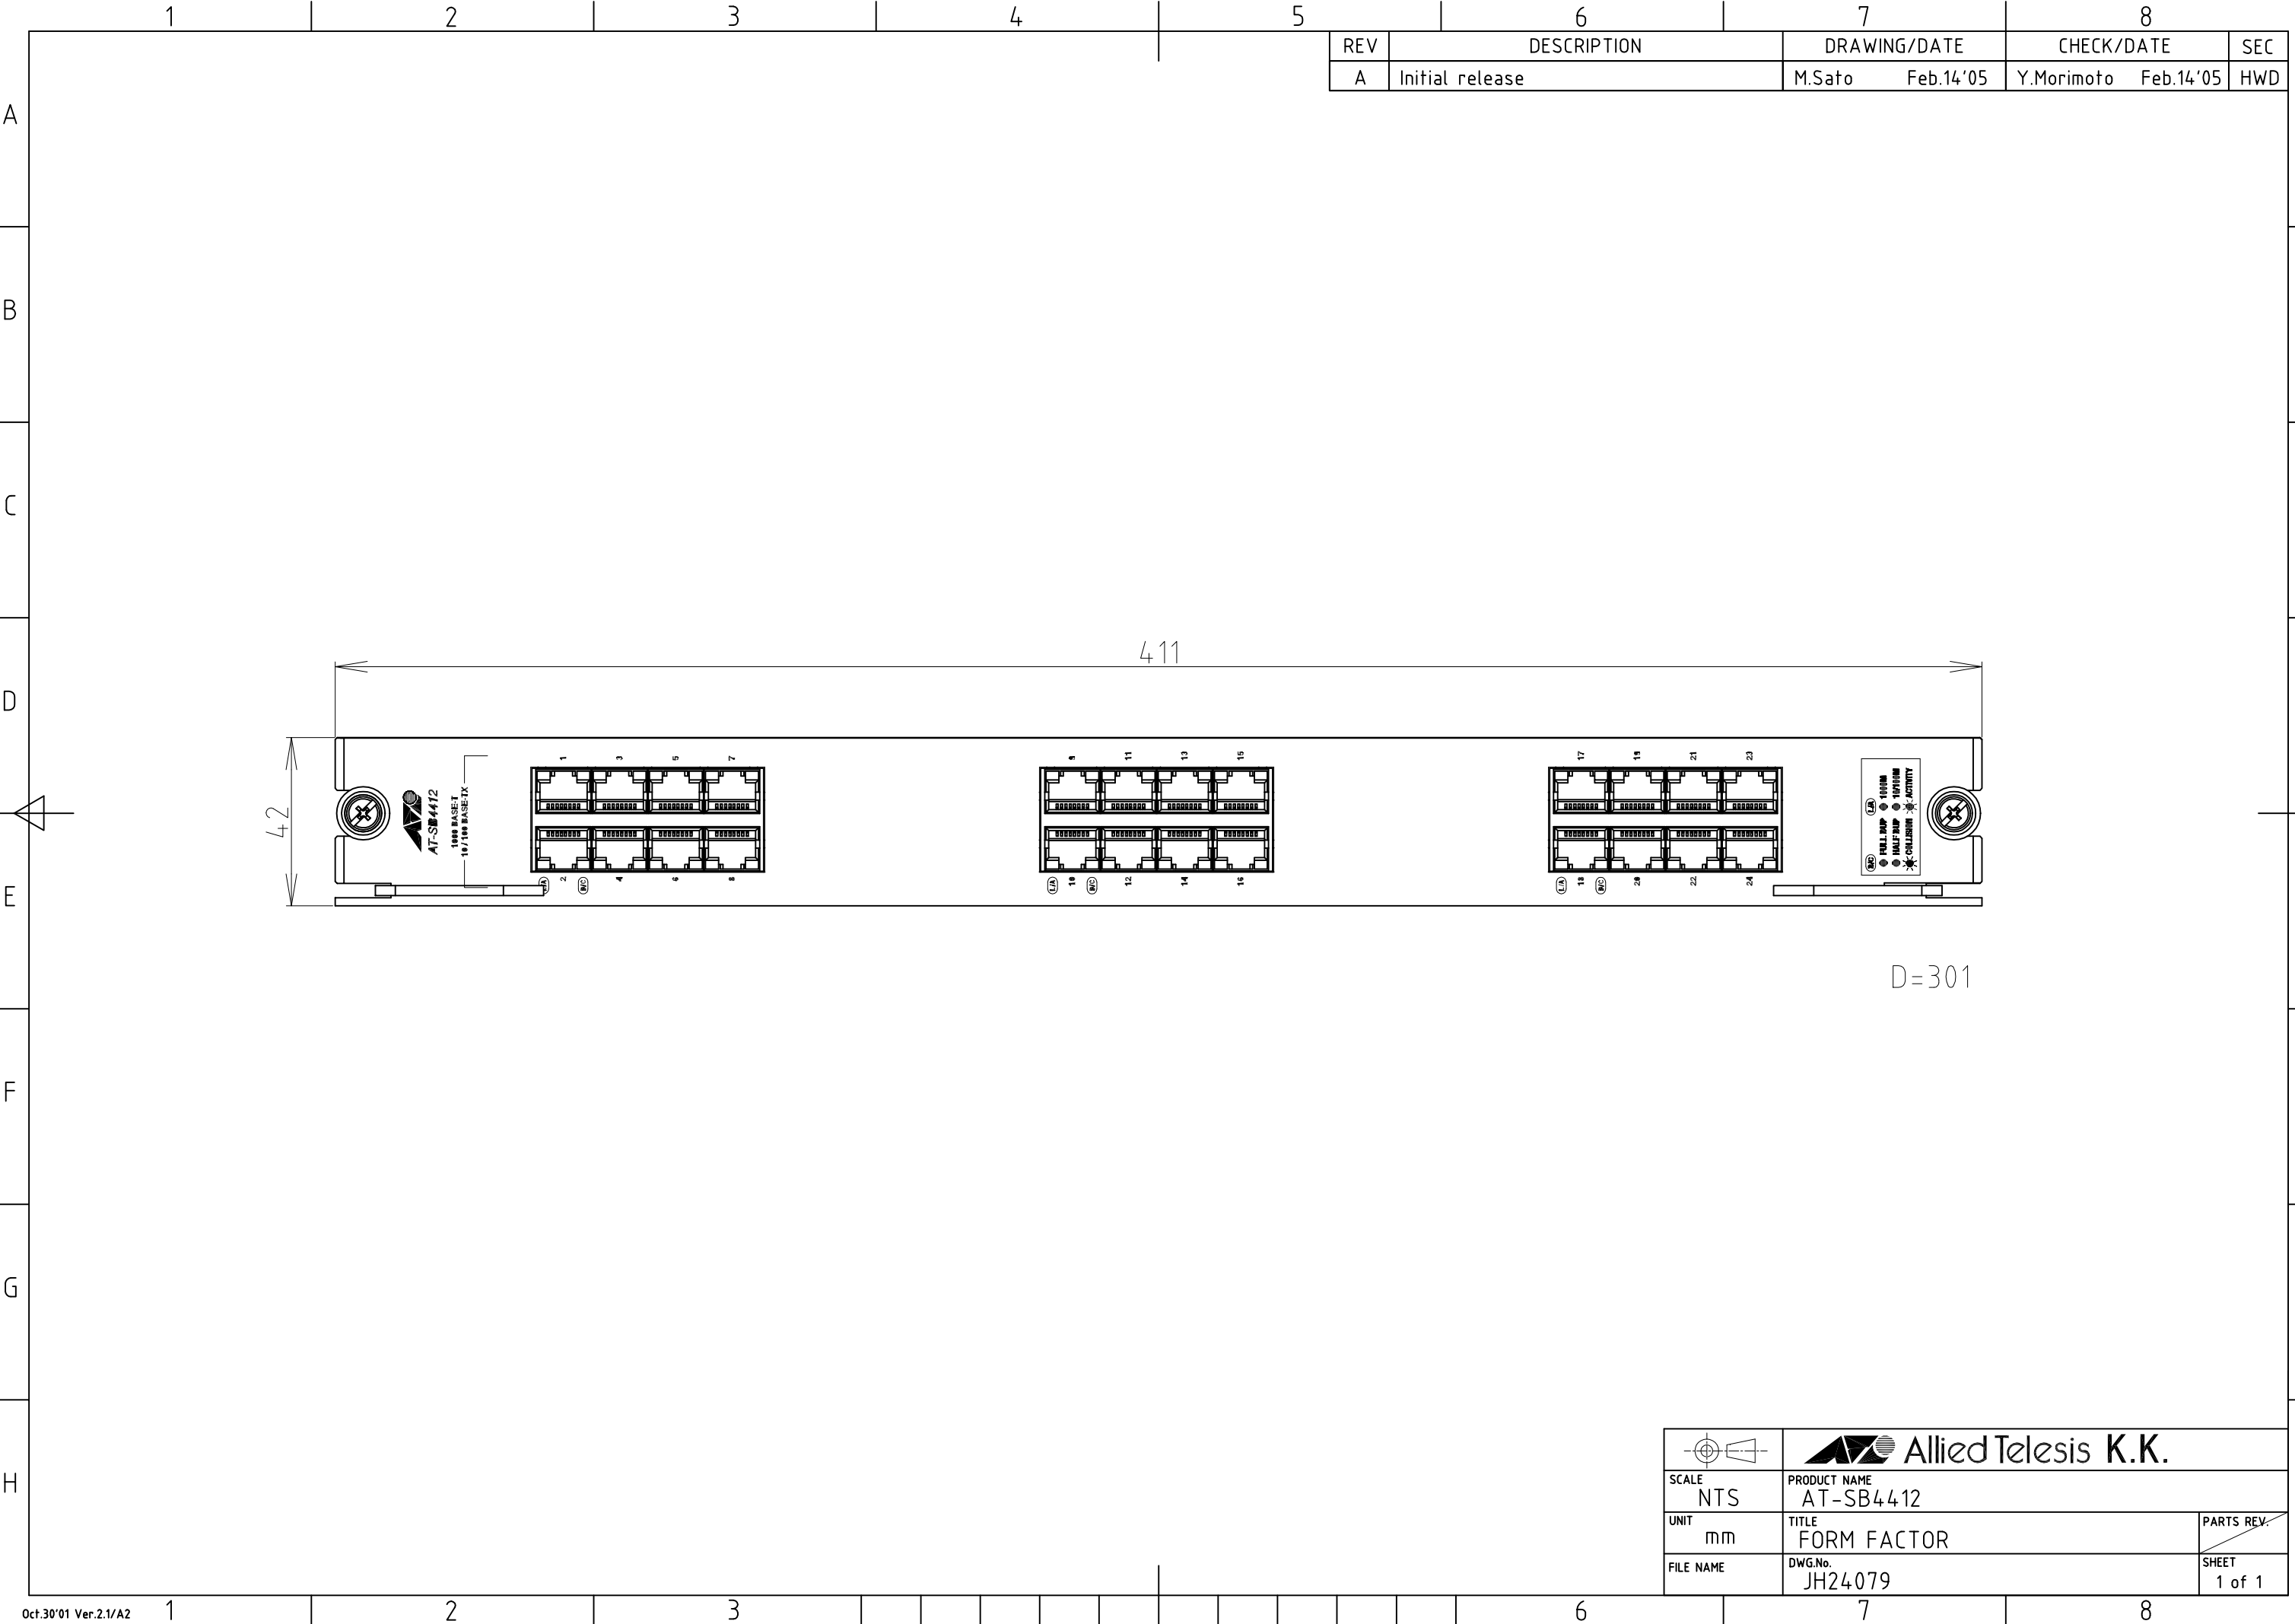 1 2 3 4 5 6 7 8
REV DESCRIPTION DRAWING/DATE CHECK/DATE SEC
A Initial release M.Sato Feb.14'05 Y.Morimoto Feb.14'05 HWD
A
B
C
D
E
F
G
H
411
42
AT-SB4412
1000 BASE-T
10/100 BASE-TX
1 3 5 7
L/A 2 D/C 4 6 8
9 11 13 15
L/A 10 D/C 12 14 16
17 19 21 23
L/A 18 D/C 20 22 24
L/A
1000M
10/100M
ACTIVITY
D/C
FULL DUP
HALF DUP
COLLISION
D=301
Allied Telesis K.K.
SCALE
NTS
PRODUCT NAME
AT-SB4412
UNIT
mm
TITLE
FORM FACTOR
PARTS REV.
FILE NAME
DWG.No.
JH24079
SHEET
1 of 1
Oct.30'01 Ver.2.1/A2
1 2 3 6 7 8